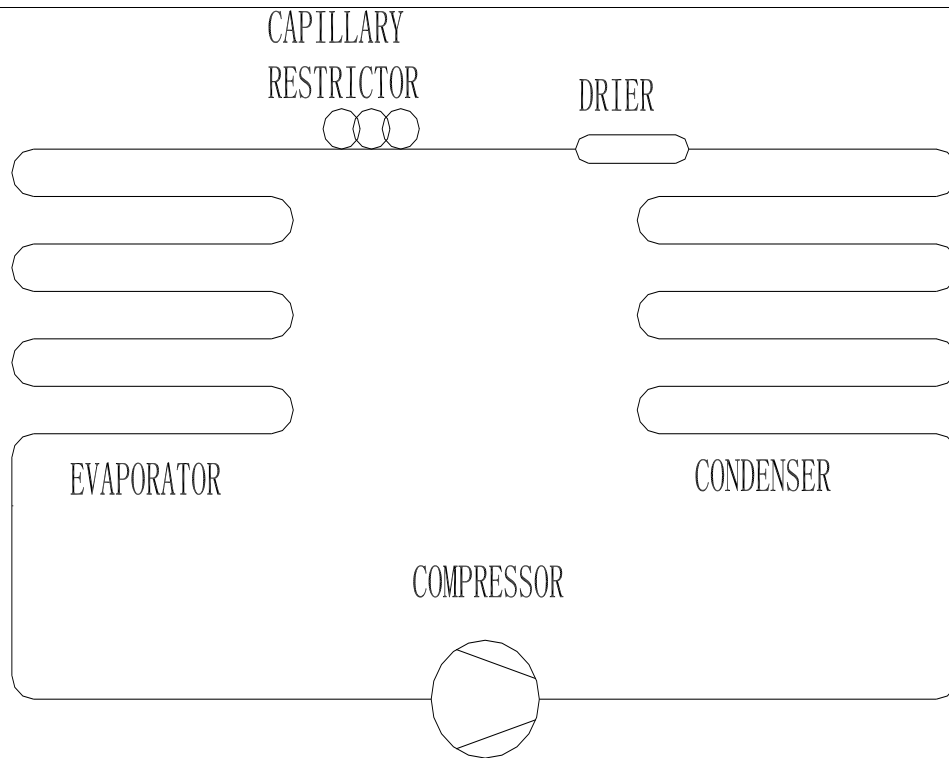 CAPILLARY
RESTRICTOR
DRIER
EVAPORATOR
CONDENSER
COMPRESSOR